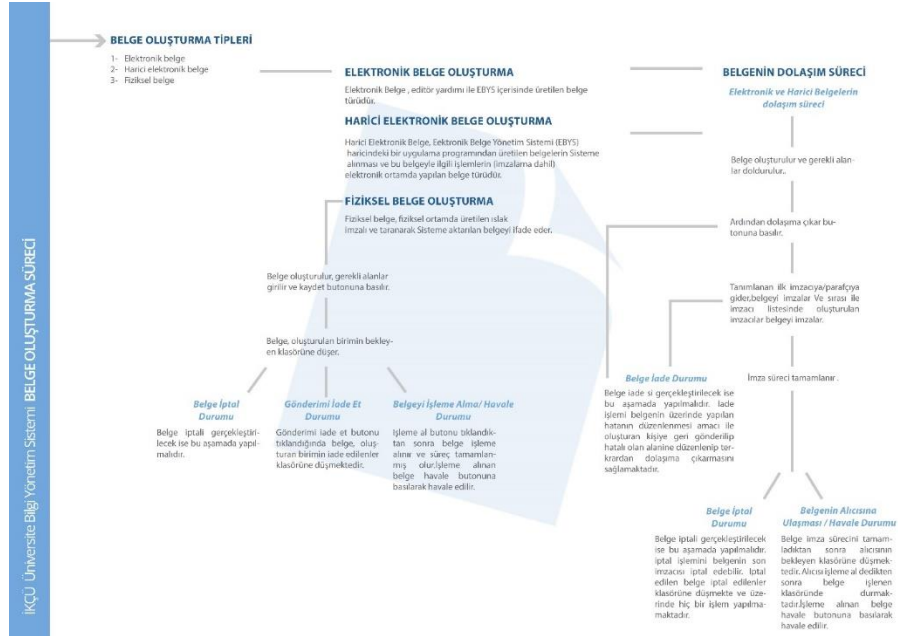 İKÇÜ Üniversite Bilgi Yönetim Sistemi BELGE OLUŞTURMA SÜRECİ
BELGE OLUŞTURMA TİPLERİ
1- Elektronik belge
2- Harici elektronik belge
3- Fiziksel belge
ELEKTRONİK BELGE OLUŞTURMA
Elektronik Belge , editör yardımı ile EBYS içerisinde üretilen belge
türüdür.
HARİCİ ELEKTRONİK BELGE OLUŞTURMA
Harici Elektronik Belge, Eektronik Belge Yönetim Sistemi (EBYS)
haricindeki bir uygulama programından üretilen belgelerin Sisteme
alınması ve bu belgeyle ilgili işlemlerin (imzalama dahil)
elektronik ortamda yapılan belge türüdür.
FİZİKSEL BELGE OLUŞTURMA
Fiziksel belge, fiziksel ortamda üretilen ıslak
imzalı ve taranarak Sisteme aktarılan belgeyi ifade eder.
Belge oluşturulur, gerekli alanlar
girilir ve kaydet butonuna basılır.
Belge, oluşturulan birimin bekley-
en klasörüne düşer.
Belge İptal
Durumu
Belge iptali gerçekleştiri-
lecek ise bu aşamada yapıl-
malıdır.
Gönderimi İade Et
Durumu
Gönderimi iade et butonu
tıklandığında belge, oluş-
turan birimin iade edilenler
klasörüne düşmektedir.
Belgeyi İşleme Alma/ Havale
Durumu
İşleme al butonu tıklandık-
tan sonra belge işleme
alınır ve süreç tamamlan-
mış olur.İşleme alınan
belge havale butonuna
basılarak havale edilir.
BELGENİN DOLAŞIM SÜRECİ
Elektronik ve Harici Belgelerin
dolaşım süreci
Belge oluşturulur ve gerekli alan-
lar doldurulur,.
Ardından dolaşıma çıkar bu-
tonuna basılır.
Tanımlanan ilk imzacıya/parafçıya
gider,belgeyi imzalar Ve sırası ile
imzacı listesinde oluşturulan
imzacılar belgeyi imzalar.
İmza süreci tamamlanır .
Belge İade Durumu
Belge iade si gerçekleştirilecek ise
bu aşamada yapılmalıdır. İade
işlemi belgenin üzerinde yapılan
hatanın düzenlenmesi amacı ile
oluşturan kişiye geri gönderilip
hatalı olan alanine düzenlenip tek-
krardan dolaşıma çıkarmasını
sağlamaktadır.
Belge İptal
Durumu
Belge iptali gerçekleştirilecek
ise bu aşamada yapılmalıdır.
İptal işlemini belgenin son
imzacısı iptal edebilir. İptal
edilen belge iptal edilenler
klasörüne düşmekte ve üze-
rinde hiç bir işlem yapılma-
maktadır.
Belgenin Alıcısına
Ulaşması / Havale Durumu
Belge imza sürecini tamam-
ladıktan sonra alıcısının
bekleyen klasörüne düşmek-
tedir. Alıcısı işleme al dedikten
sonra belge işlenen
klasöründe durmak-
tadır.İşleme alınan belge
havale butonuna basılarak
havale edilir.